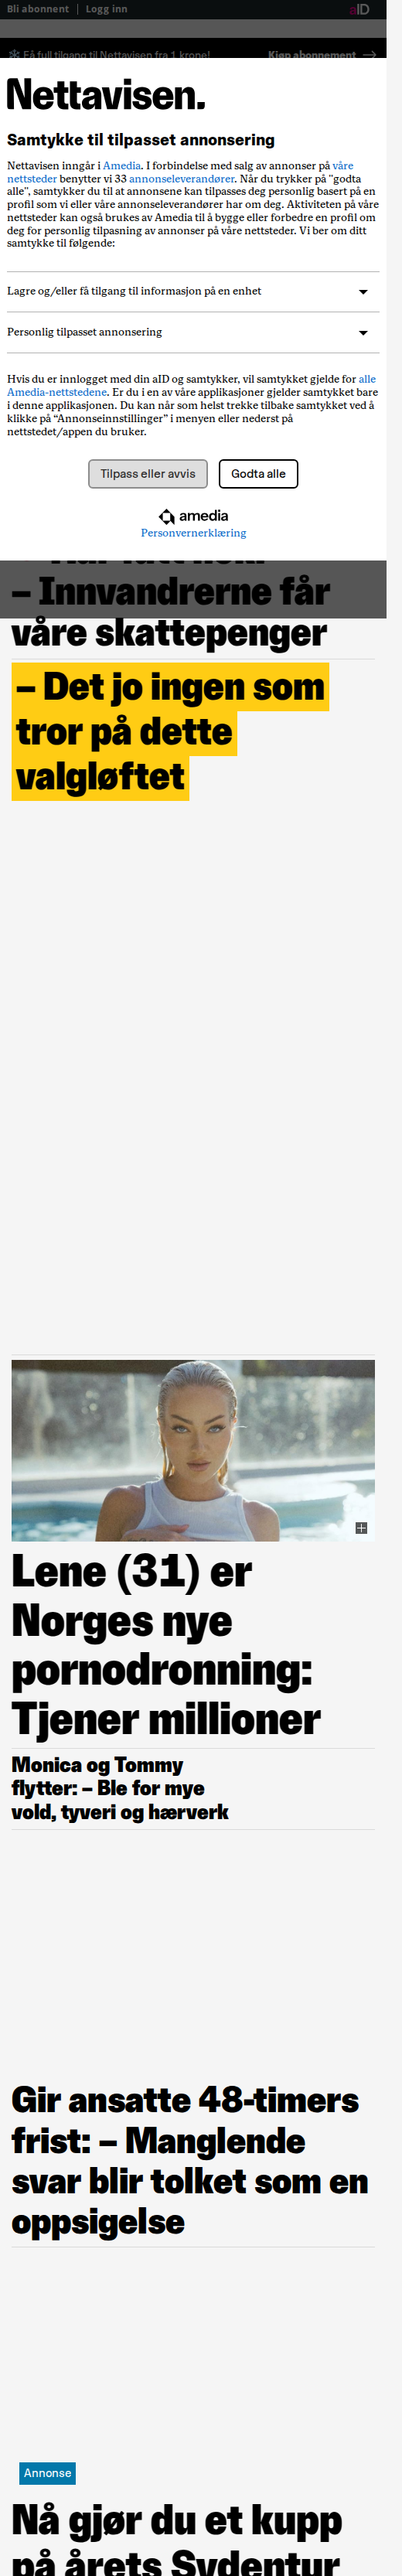 Bli abonnent | Logg inn
aID
Få full tilgang til Nettavisen fra 1 krone!
Kjøp abonnement →
Nettavisen.
Samtykke til tilpasset annonsering
Nettavisen inngår i Amedia. I forbindelse med salg av annonser på våre
nettsteder benytter vi 33 annonseleverandører. Når du trykker på "godta
alle", samtykker du til at annonsene kan tilpasses deg personlig basert på en
profil som vi eller våre annonseleverandører har om deg. Aktiviteten på våre
nettsteder kan også brukes av Amedia til å bygge eller forbedre en profil om
deg for personlig tilpasning av annonser på våre nettsteder. Vi ber om ditt
samtykke til følgende:
Lagre og/eller få tilgang til informasjon på en enhet
Personlig tilpasset annonsering
Hvis du er innlogget med din aID og samtykker, vil samtykket gjelde for alle
Amedia-nettstedene. Er du i en av våre applikasjoner gjelder samtykket bare
i denne applikasjonen. Du kan når som helst trekke tilbake samtykket ved å
klikke på “Annonseinnstillinger” i menyen eller nederst på
nettstedet/appen du bruker.
Tilpass eller avvis
Godta alle
amedia
Personvernerklæring
– Innvandrerne får
våre skattepenger
– Det jo ingen som
tror på dette
valgløftet
Lene (31) er
Norges nye
pornodronning:
Tjener millioner
Monica og Tommy
flytter: – Ble for mye
vold, tyveri og hærverk
Gir ansatte 48-timers
frist: – Manglende
svar blir tolket som en
oppsigelse
Annonse
Nå gjør du et kupp
på årets Sydentur